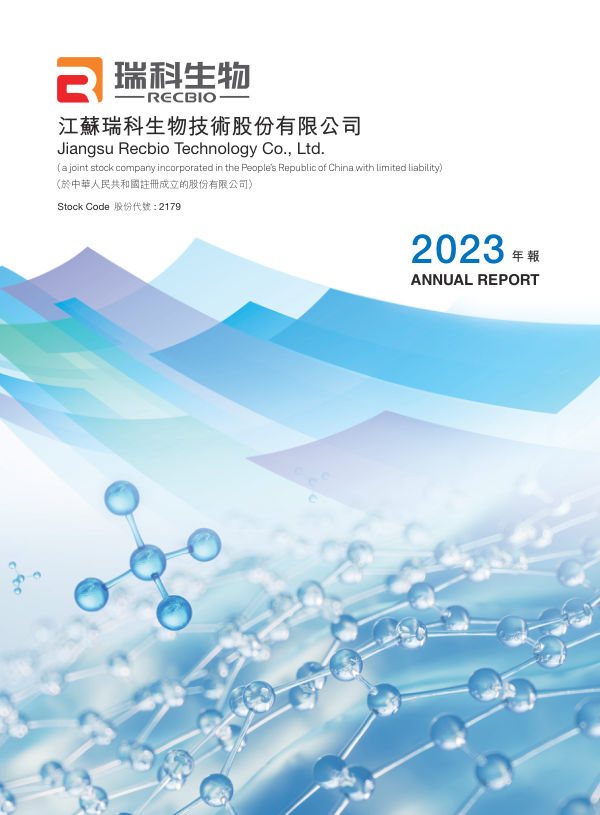 瑞科生物
RECBIO
江蘇瑞科生物技術股份有限公司
Jiangsu Recbio Technology Co., Ltd.
( a joint stock company incorporated in the People's Republic of China with limited liability)
(於中華人民共和國註冊成立的股份有限公司)
Stock Code 股份代號 : 2179
2023 年報
ANNUAL REPORT